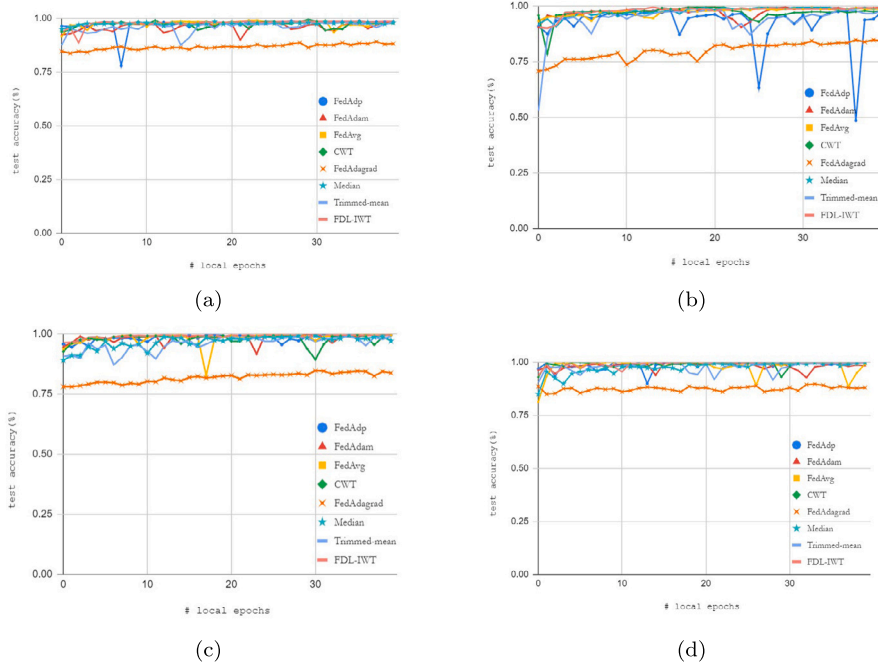 1.00
0.75
0.50
0.25
0.00
test accuracy(%)
0 10 20 30
# local epochs
FedAdp
FedAdam
FedAvg
CWT
FedAdagrad
Median
Trimmed-mean
FDL-IWT
(a)
1.00
0.75
0.50
0.25
0.00
test accuracy(%)
0 10 20 30
# local epochs
FedAdp
FedAdam
FedAvg
CWT
FedAdagrad
Median
Trimmed-mean
FDL-IWT
(b)
1.00
0.75
0.50
0.25
0.00
test accuracy(%)
0 10 20 30
# local epochs
FedAdp
FedAdam
FedAvg
CWT
FedAdagrad
Median
Trimmed-mean
FDL-IWT
(c)
1.00
0.75
0.50
0.25
0.00
test accuracy(%)
0 10 20 30
# local epochs
FedAdp
FedAdam
FedAvg
CWT
FedAdagrad
Median
Trimmed-mean
FDL-IWT
(d)